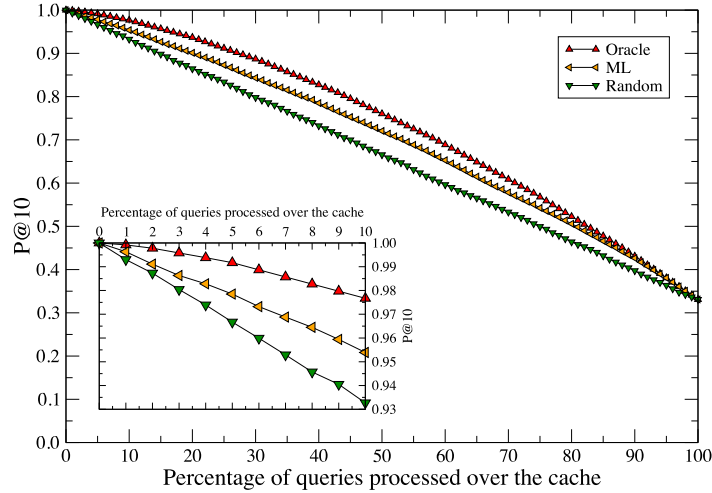 1.0
0.9
0.8
0.7
0.6
0.5
0.4
0.3
0.2
0.1
0.0
P@10
Oracle
ML
Random
Percentage of queries processed over the cache
0 1 2 3 4 5 6 7 8 9 10
1.00
0.99
0.98
0.97
0.96
0.95
0.94
0.93
P@10
0 10 20 30 40 50 60 70 80 90 100
Percentage of queries processed over the cache